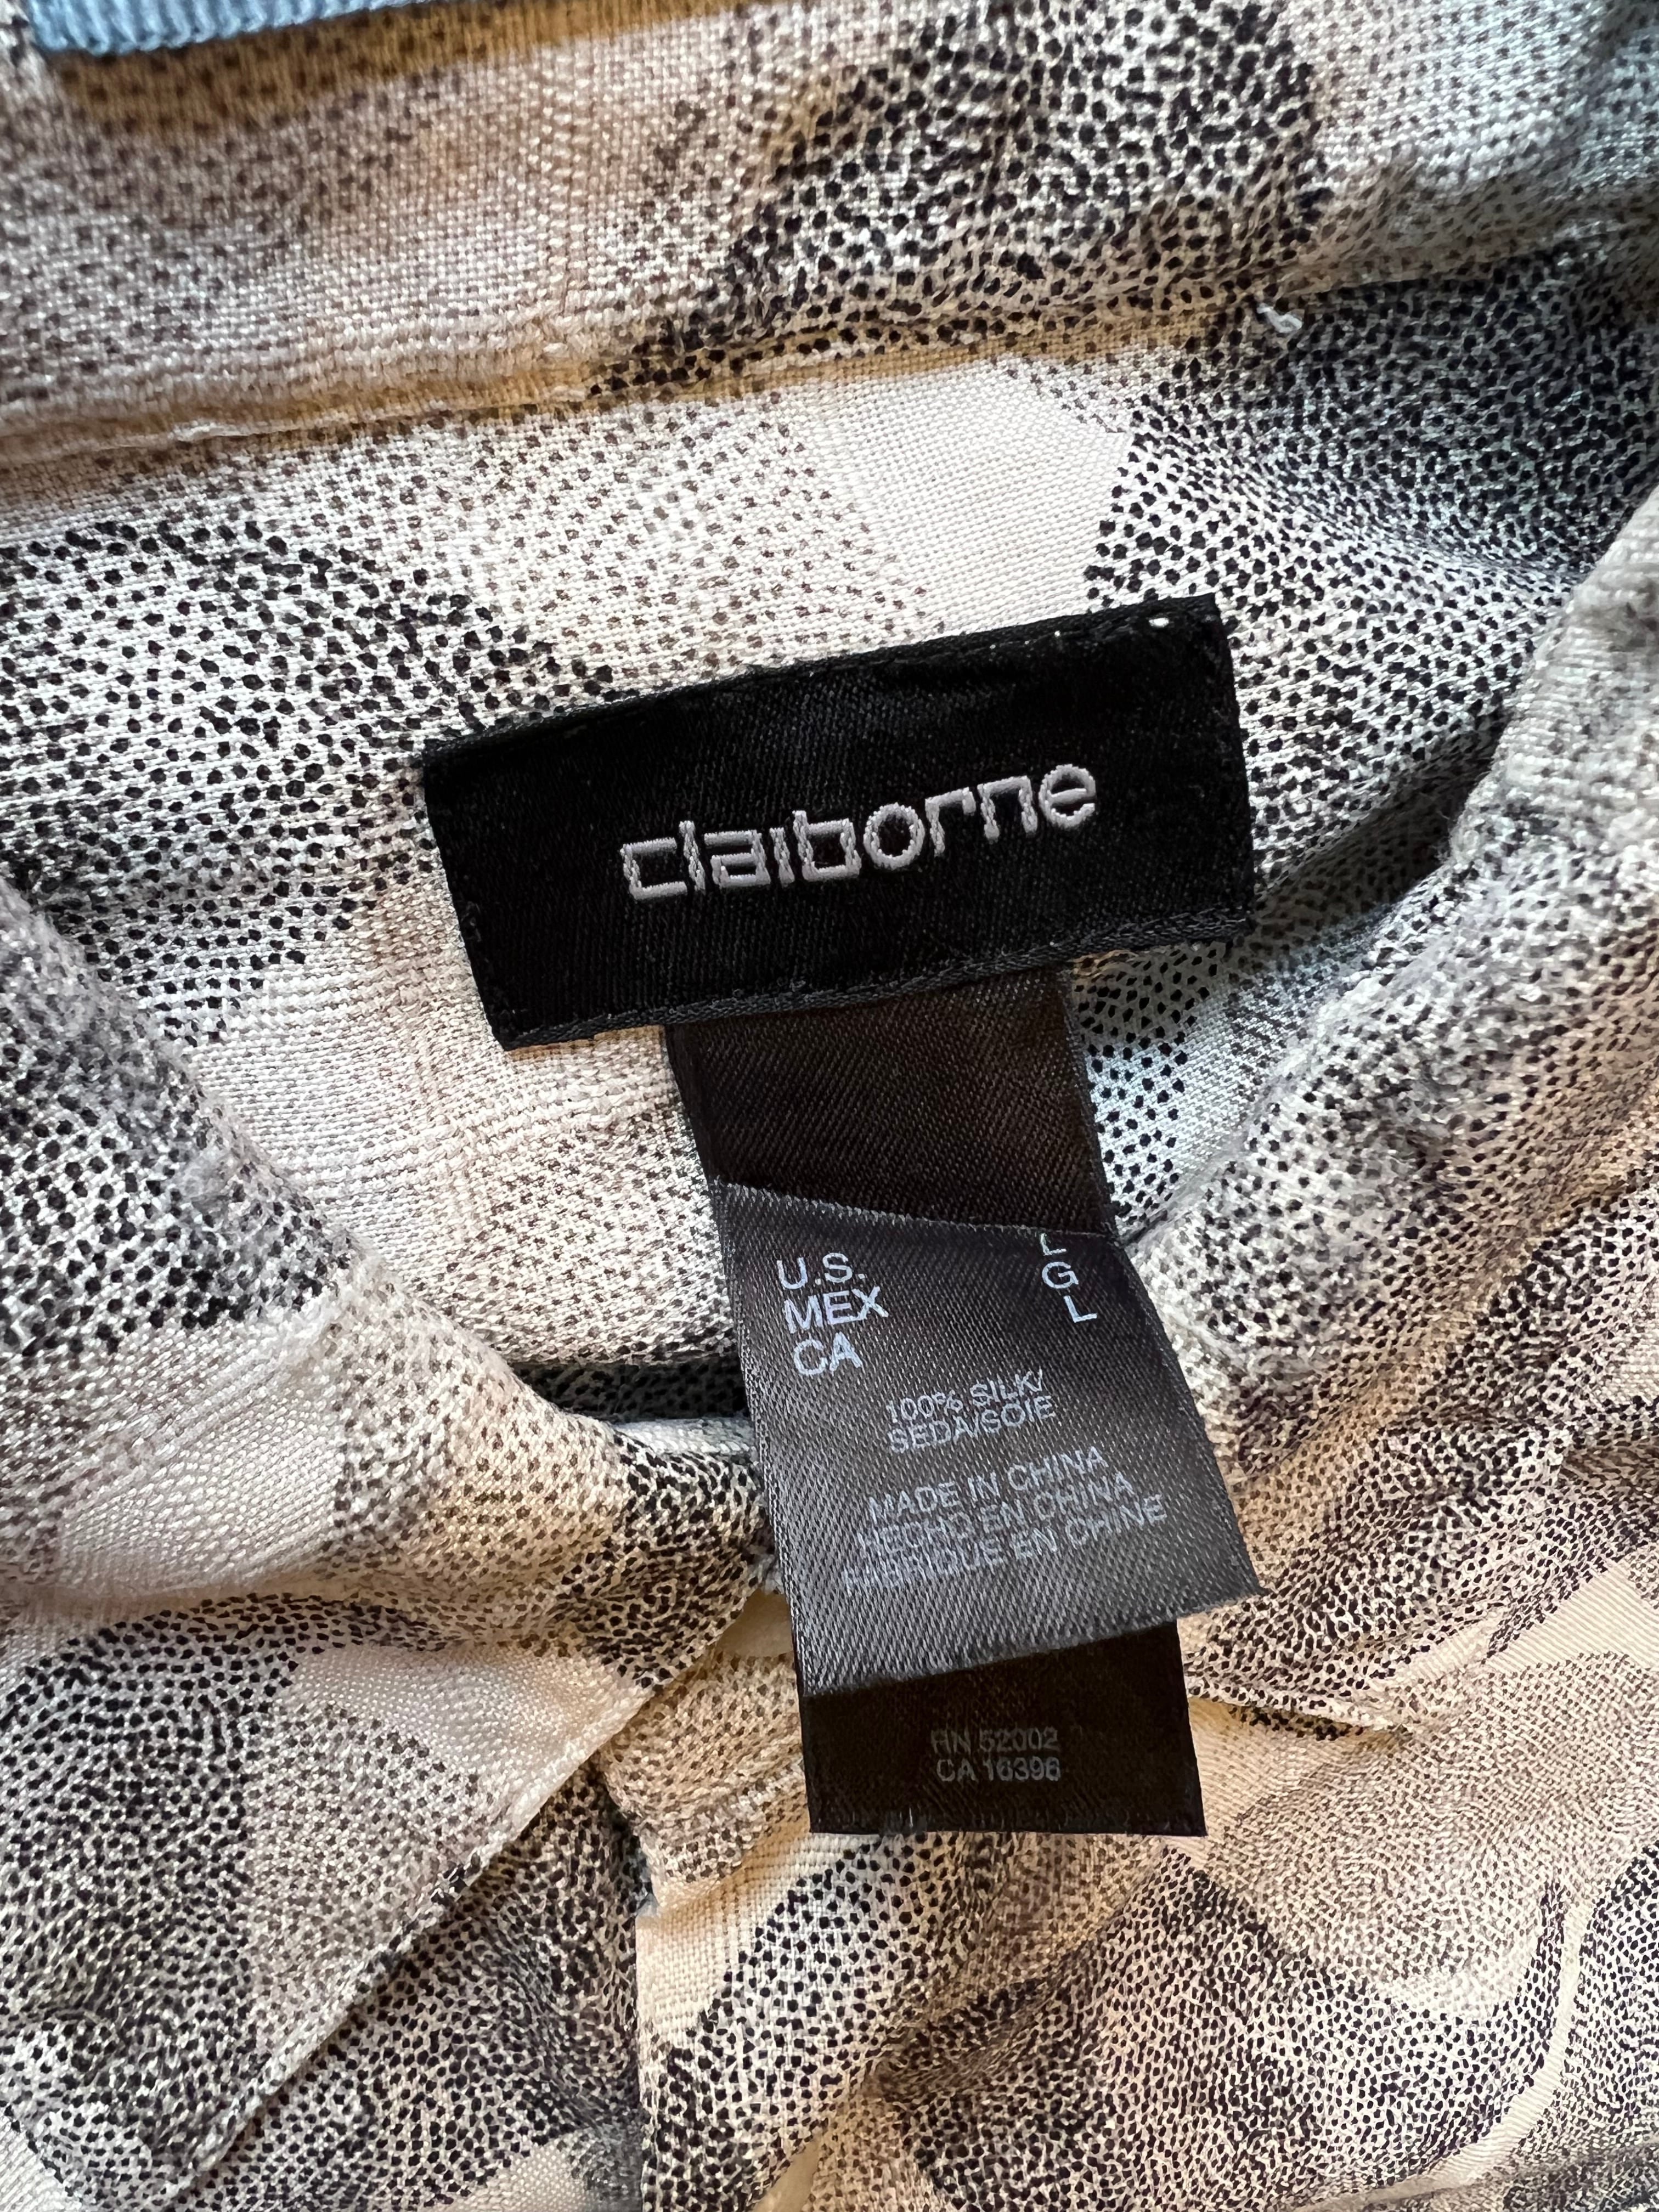 claiborne
U.S. L
MEX G
CA L
100% SILK/
SEDA/SOIE
MADE IN CHINA
HECHO EN CHINA
FABRIQUE EN CHINE
RN 52002
CA 16396